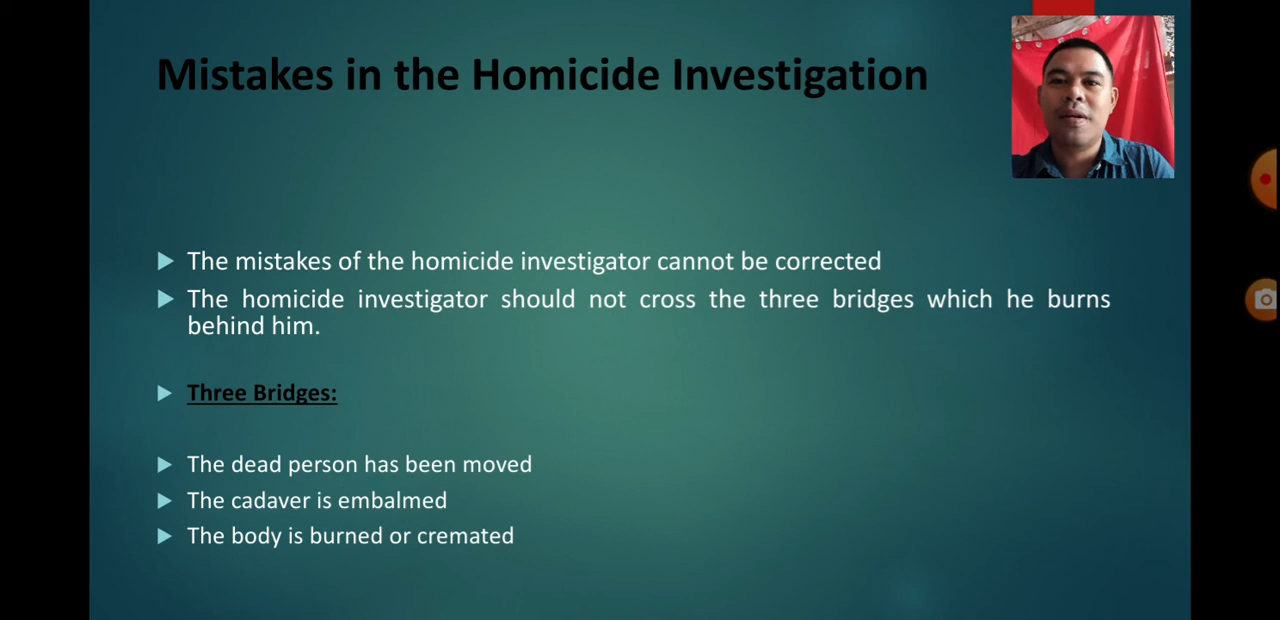 Mistakes in the Homicide Investigation
The mistakes of the homicide investigator cannot be corrected
The homicide investigator should not cross the three bridges which he burns
behind him.
Three Bridges:
The dead person has been moved
The cadaver is embalmed
The body is burned or cremated